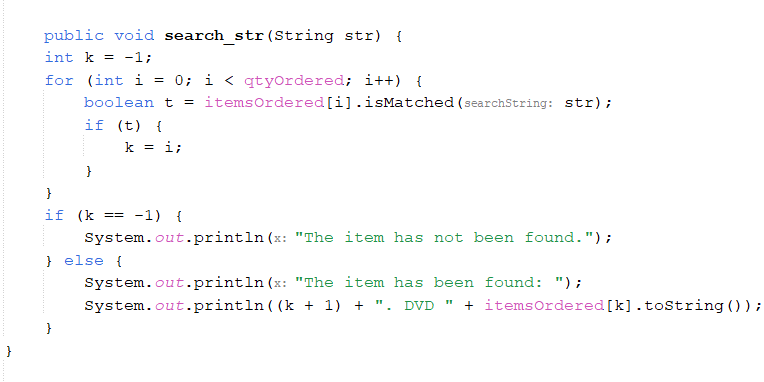 public void search_str(String str) {
int k = -1;
for (int i = 0; i < qtyOrdered; i++) {
boolean t = itemsOrdered[i].isMatched(searchString: str);
if (t) {
k = i;
}
}
if (k == -1) {
System.out.println(x: "The item has not been found.");
} else {
System.out.println(x: "The item has been found: ");
System.out.println((k + 1) + ". DVD " + itemsOrdered[k].toString());
}
}